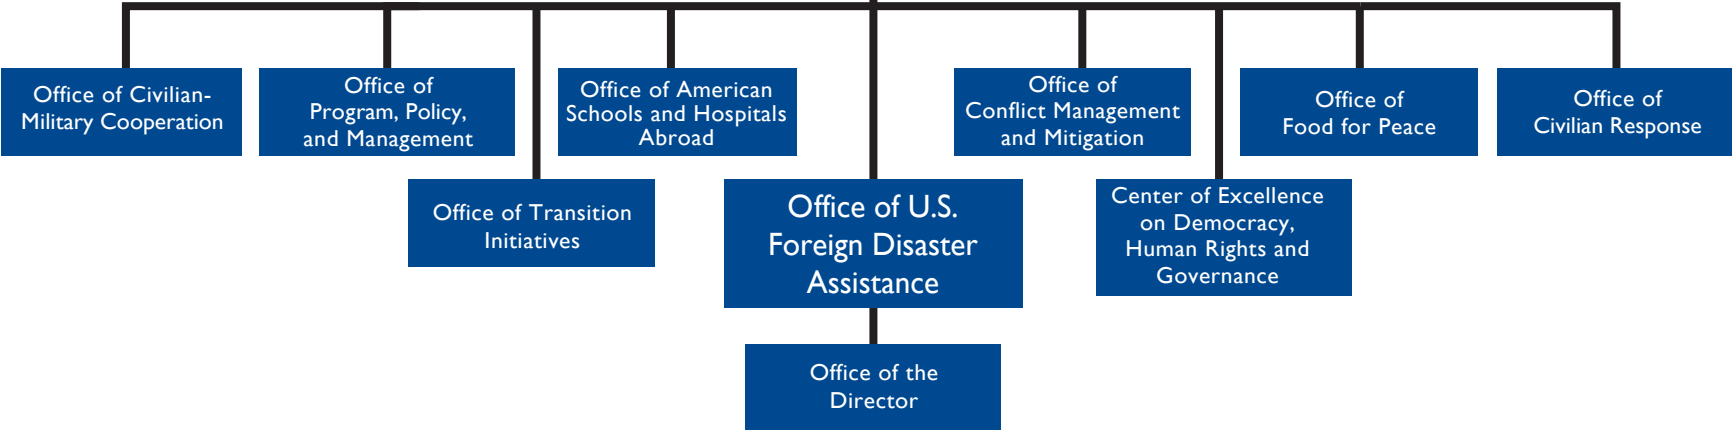 Office of Civilian-
Military Cooperation
Office of
Program, Policy,
and Management
Office of American
Schools and Hospitals
Abroad
Office of
Conflict Management
and Mitigation
Office of
Food for Peace
Office of
Civilian Response
Office of Transition
Initiatives
Office of U.S.
Foreign Disaster
Assistance
Center of Excellence
on Democracy,
Human Rights and
Governance
Office of the
Director